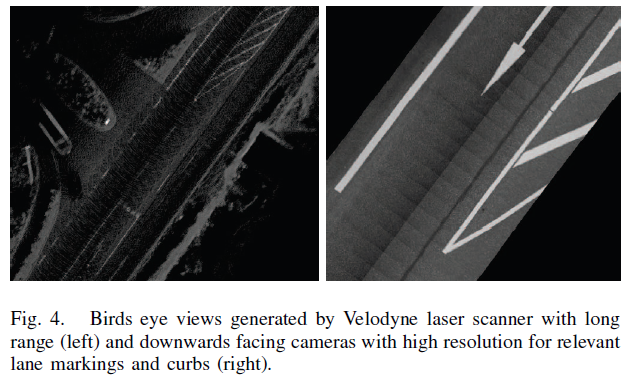 Fig. 4. Birds eye views generated by Velodyne laser scanner with long
range (left) and downwards facing cameras with high resolution for relevant
lane markings and curbs (right).